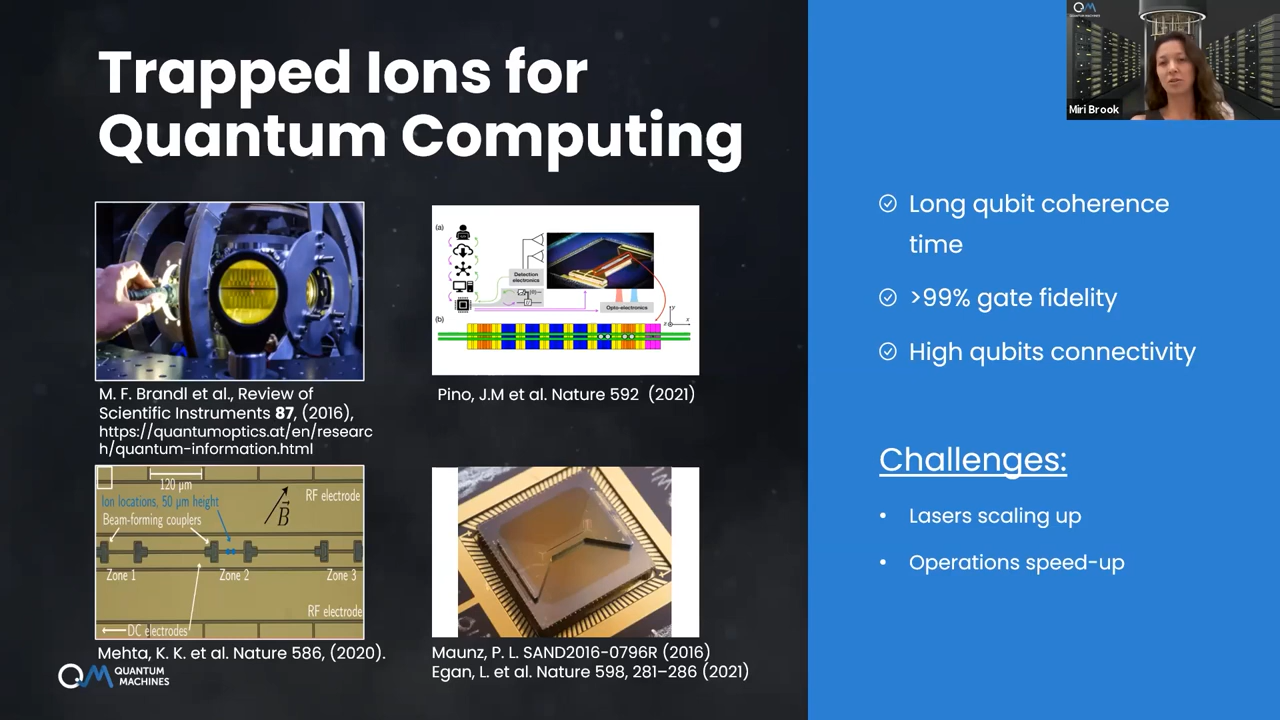 Trapped Ions for
Quantum Computing
M. F. Brandl et al., Review of
Scientific Instruments 87, (2016),
https://quantumoptics.at/en/researc
h/quantum-information.html
(a)
Detection
electronics
Opto-electronics
y
z
x
(b)
Pino, J.M et al. Nature 592 (2021)
120 µm
RF electrode
Ion locations, 50 µm height
Beam-forming couplers
B
Zone 1
Zone 2
Zone 3
RF electrode
DC electrodes
Mehta, K. K. et al. Nature 586, (2020).
Maunz, P. L. SAND2016-0796R (2016)
Egan, L. et al. Nature 598, 281–286 (2021)
QM QUANTUM
MACHINES
QM
QUANTUM MACHINES
Miri Brook
Long qubit coherence
time
>99% gate fidelity
High qubits connectivity
Challenges:
• Lasers scaling up
• Operations speed-up